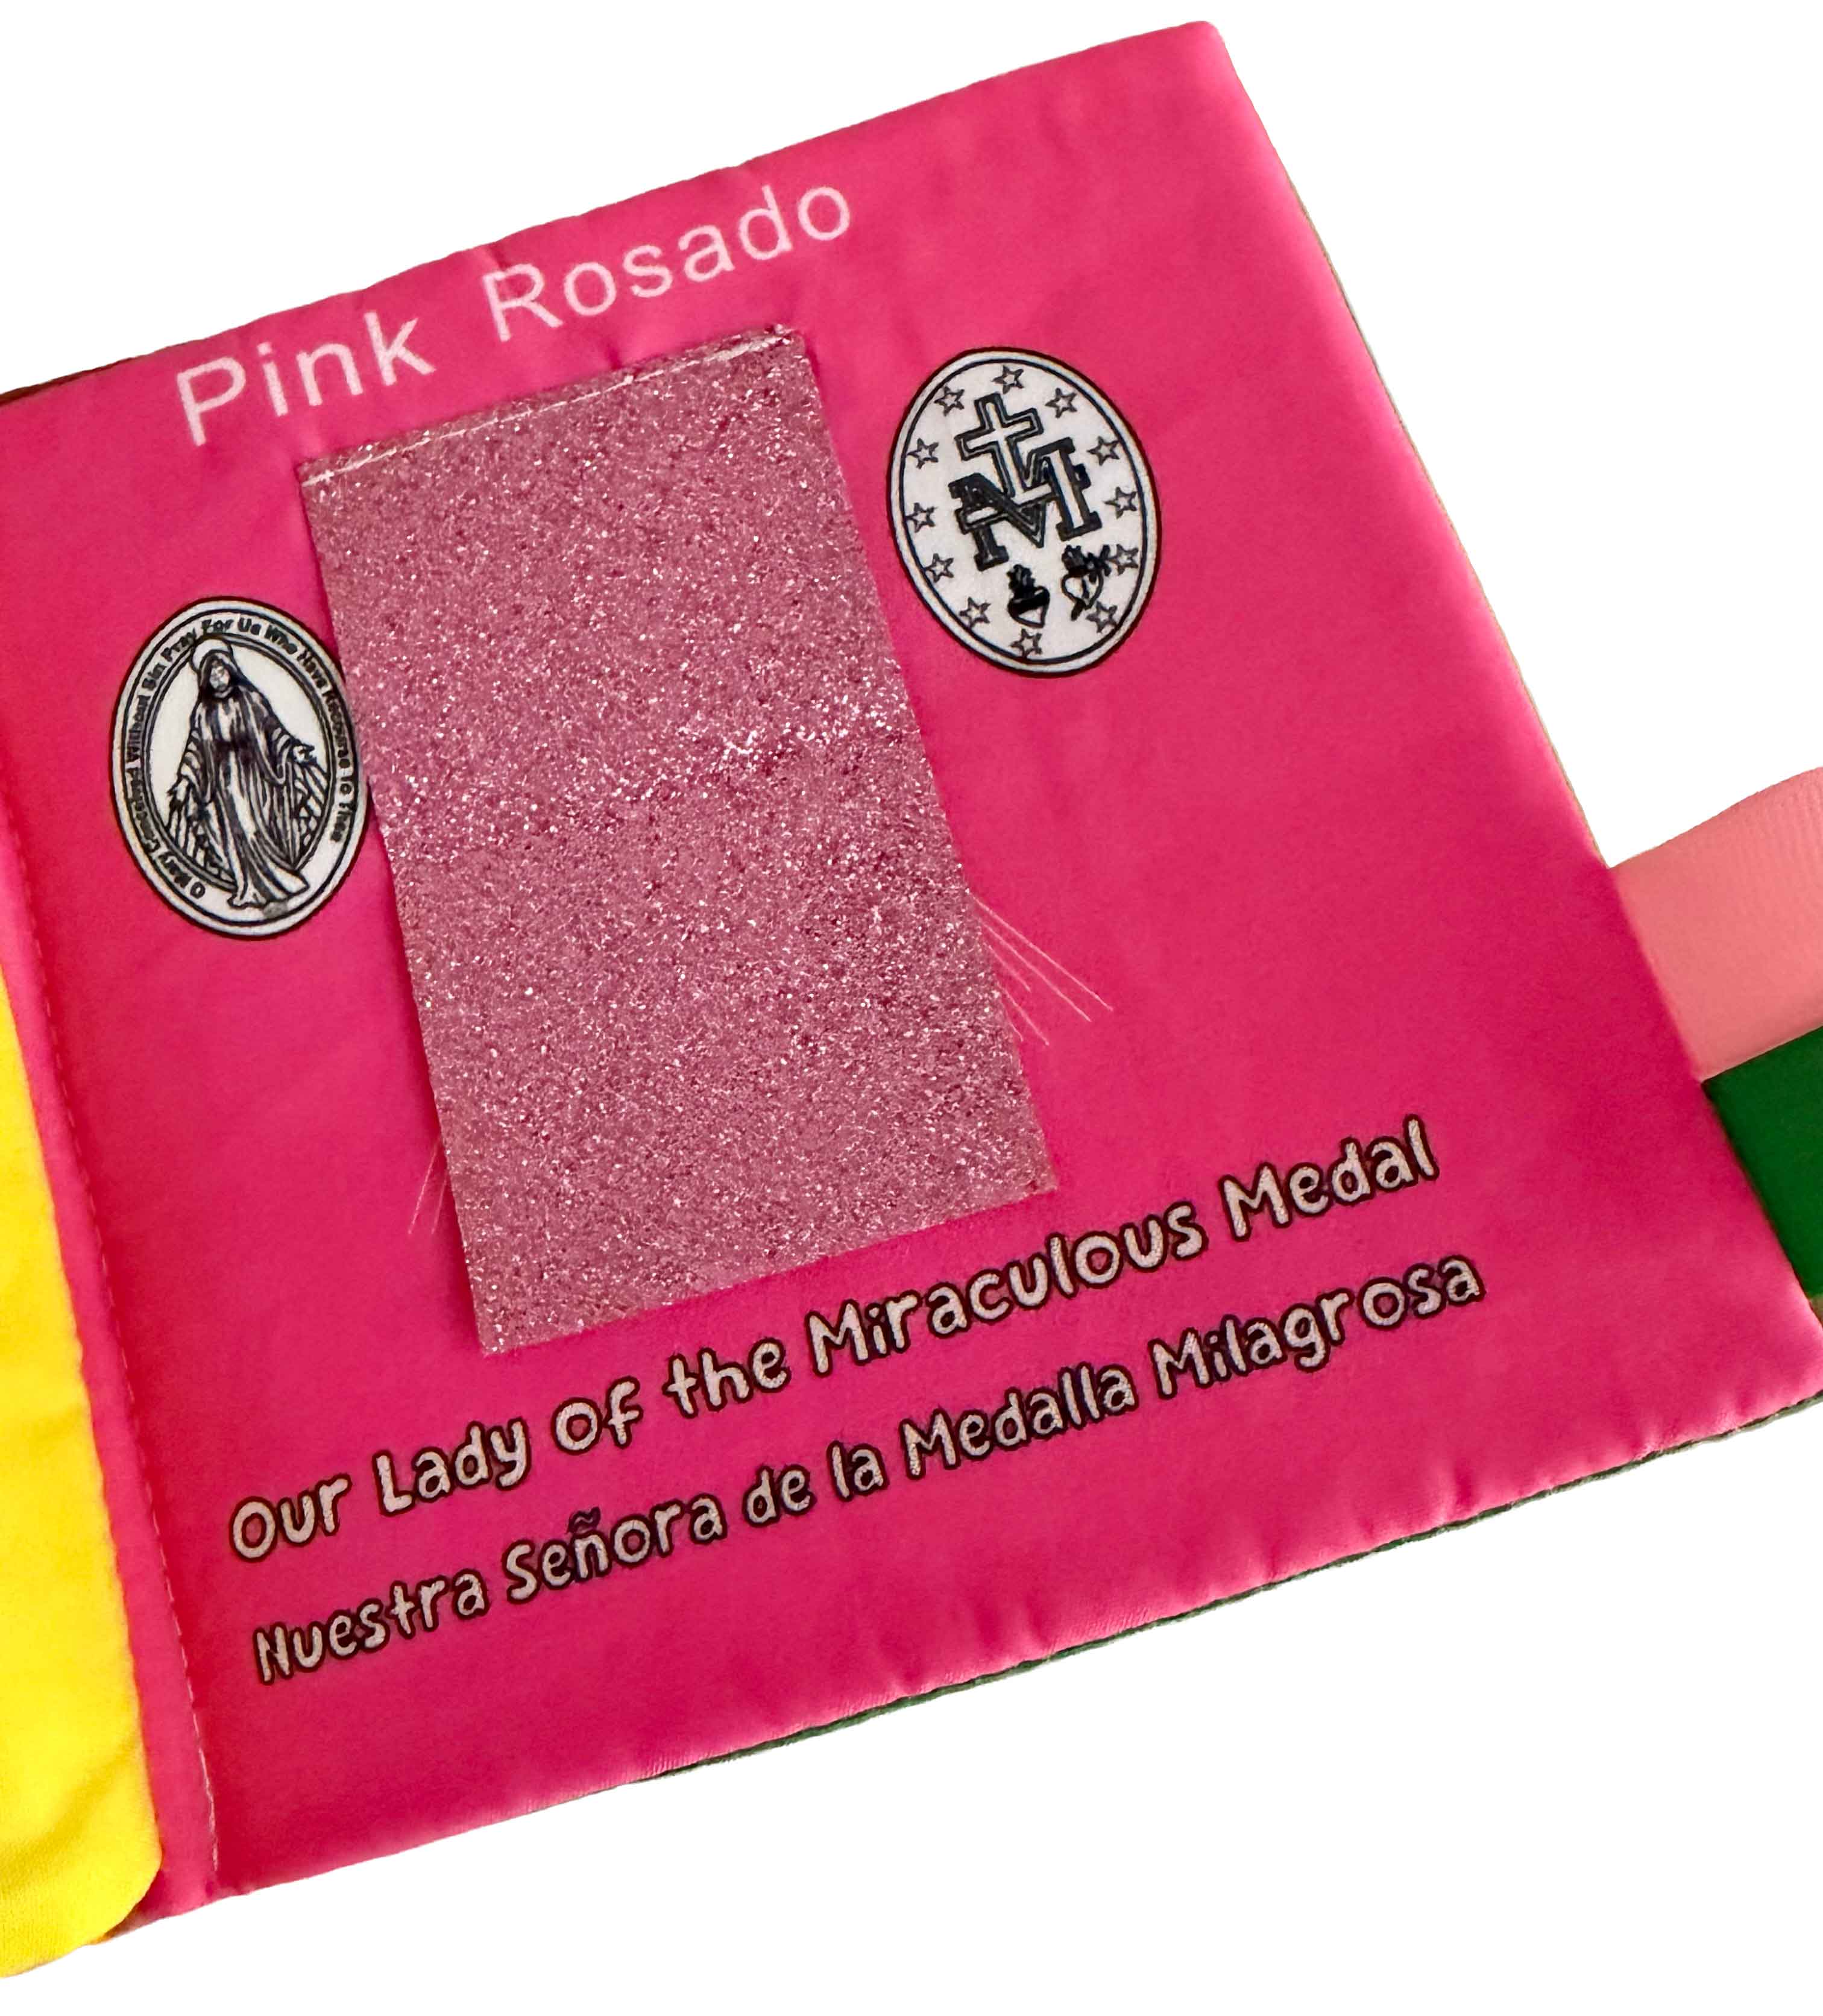 Pink Rosado
O Mary Conceived Without Sin Pray For Us Who Have Recourse To Thee
M
Our Lady of the Miraculous Medal
Nuestra Señora de la Medalla Milagrosa